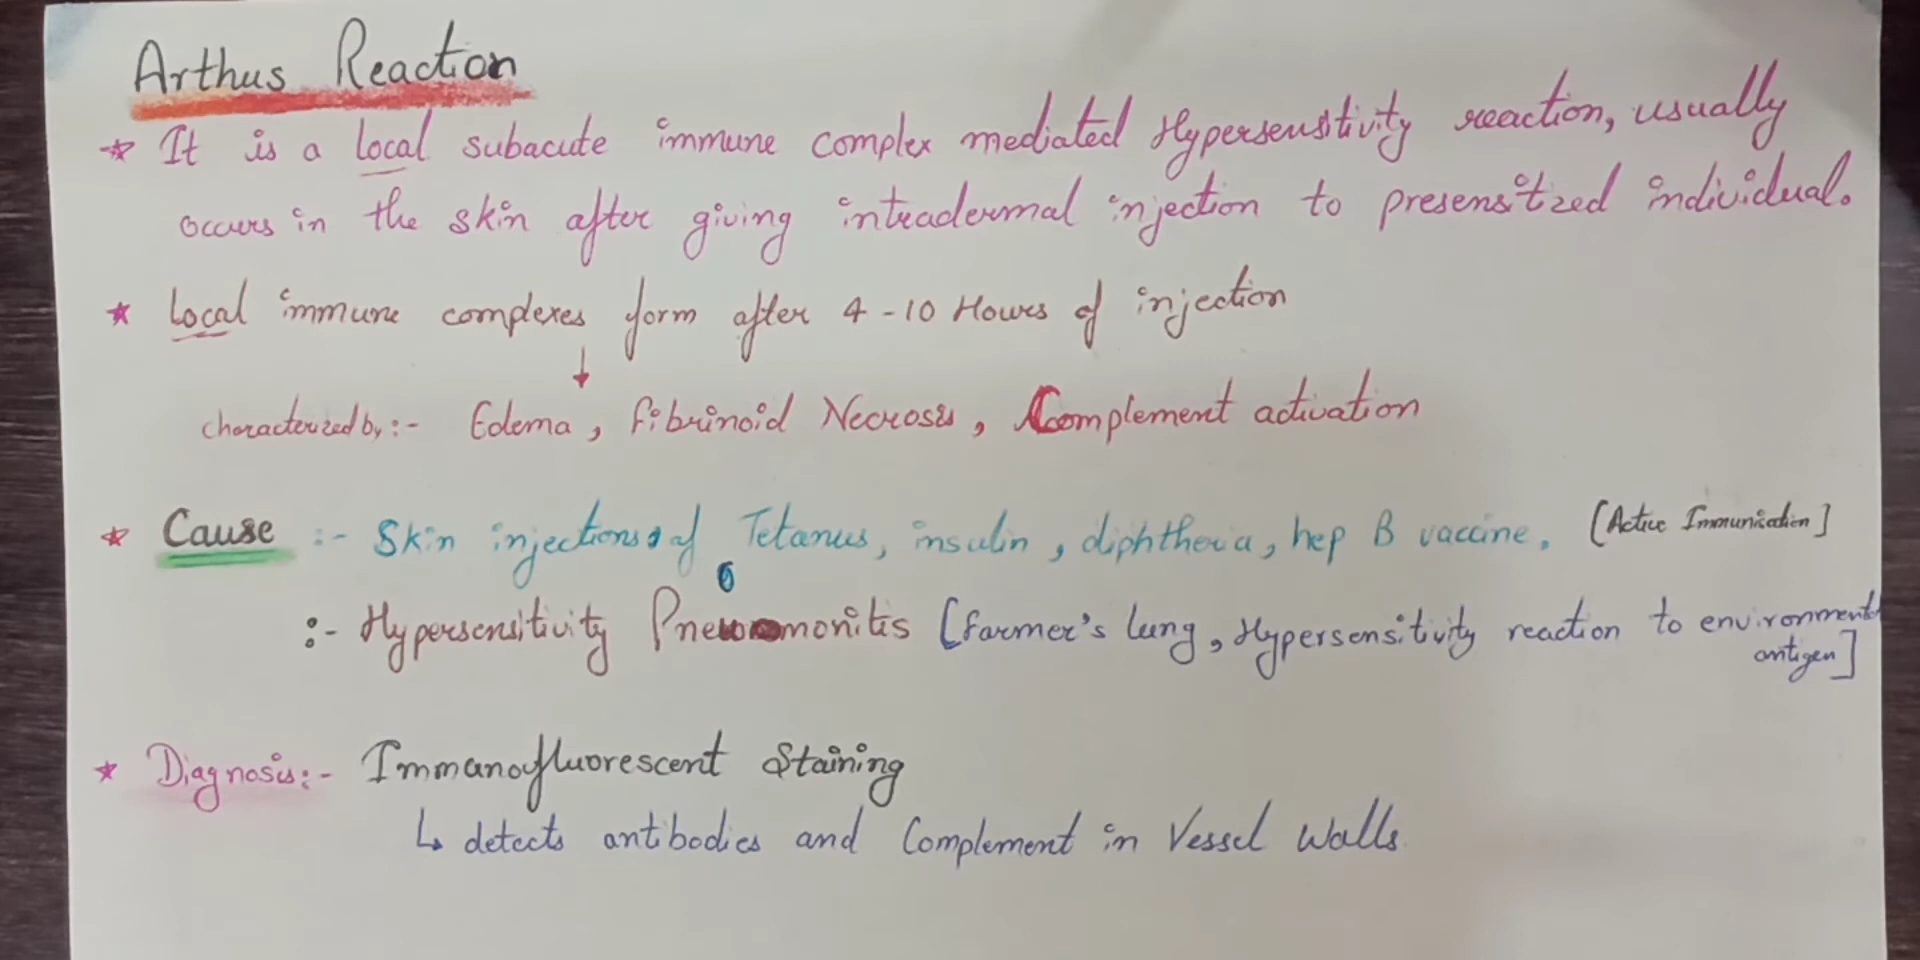 Arthus Reaction
* It is a local subacute immune complex mediated Hypersensitivity reaction, usually
occurs in the skin after giving intradermal injection to presensitized individual.
* Local immune complexes form after 4-10 Hours of injection
↓
characterized by :- Edema, fibrinoid Necrosis, Complement activation
* Cause :- Skin injections of Tetanus, insulin, diphtheria, hep B vaccine. [Active Immunisation]
:- Hypersensitivity Pneumonitis [farmer's lung, Hypersensitivity reaction to environmental
antigen]
* Diagnosis:- Immanofluorescent Staining
↳ detects antibodies and Complement in Vessel Walls